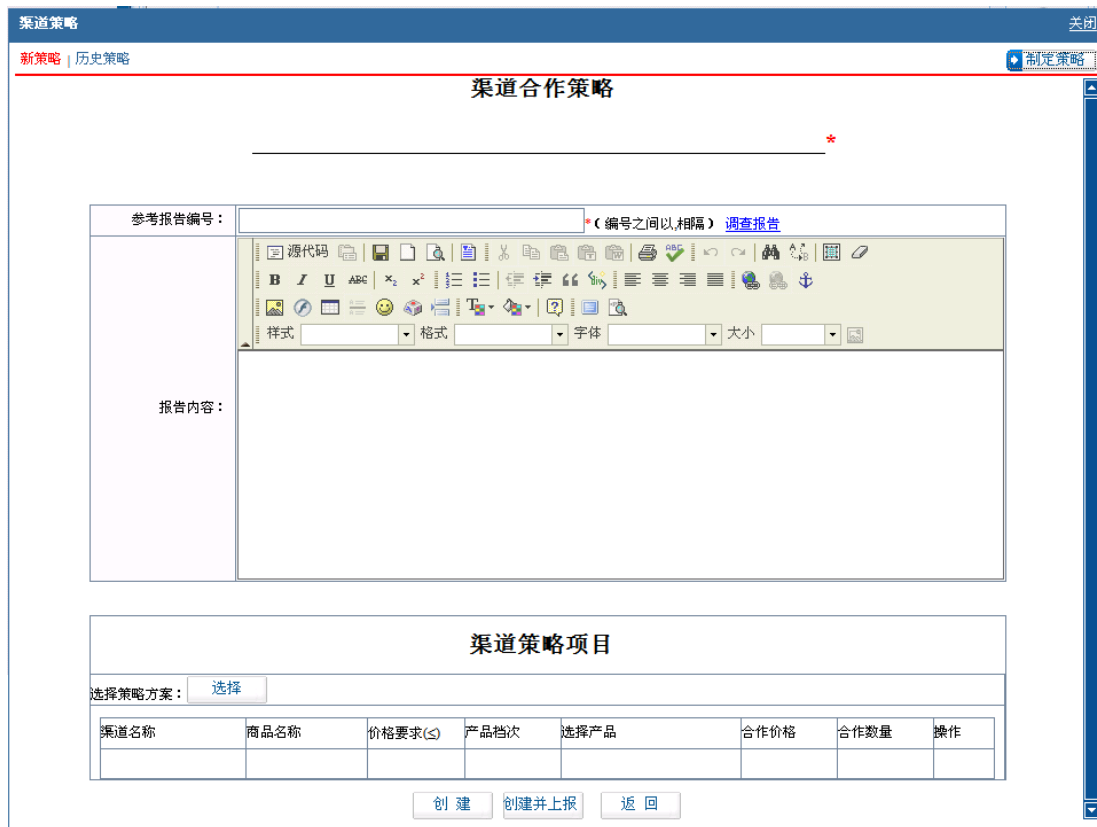 渠道策略 关闭
新策略 | 历史策略 制定策略
渠道合作策略
*
参考报告编号： *( 编号之间以,相隔 ) 调查报告
源代码
B I U ABC x₂ x²
样式 格式 字体 大小
报告内容：
渠道策略项目
选择策略方案： 选择
渠道名称 商品名称 价格要求(≤) 产品档次 选择产品 合作价格 合作数量 操作
创 建 创建并上报 返 回